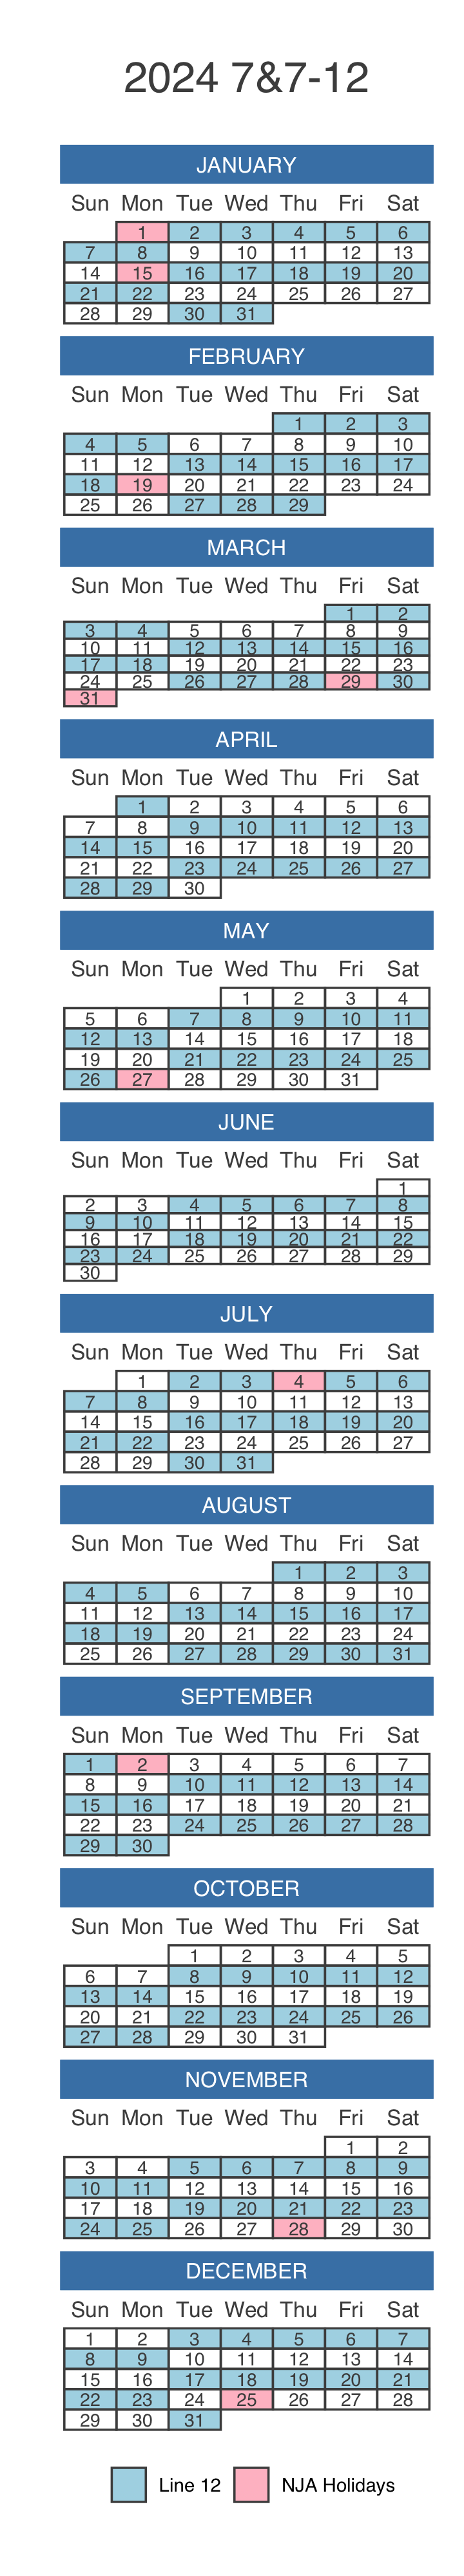 2024 7&7-12
JANUARY
Sun Mon Tue Wed Thu Fri Sat
1 2 3 4 5 6
7 8 9 10 11 12 13
14 15 16 17 18 19 20
21 22 23 24 25 26 27
28 29 30 31
FEBRUARY
Sun Mon Tue Wed Thu Fri Sat
1 2 3
4 5 6 7 8 9 10
11 12 13 14 15 16 17
18 19 20 21 22 23 24
25 26 27 28 29
MARCH
Sun Mon Tue Wed Thu Fri Sat
1 2
3 4 5 6 7 8 9
10 11 12 13 14 15 16
17 18 19 20 21 22 23
24 25 26 27 28 29 30
31
APRIL
Sun Mon Tue Wed Thu Fri Sat
1 2 3 4 5 6
7 8 9 10 11 12 13
14 15 16 17 18 19 20
21 22 23 24 25 26 27
28 29 30
MAY
Sun Mon Tue Wed Thu Fri Sat
1 2 3 4
5 6 7 8 9 10 11
12 13 14 15 16 17 18
19 20 21 22 23 24 25
26 27 28 29 30 31
JUNE
Sun Mon Tue Wed Thu Fri Sat
1
2 3 4 5 6 7 8
9 10 11 12 13 14 15
16 17 18 19 20 21 22
23 24 25 26 27 28 29
30
JULY
Sun Mon Tue Wed Thu Fri Sat
1 2 3 4 5 6
7 8 9 10 11 12 13
14 15 16 17 18 19 20
21 22 23 24 25 26 27
28 29 30 31
AUGUST
Sun Mon Tue Wed Thu Fri Sat
1 2 3
4 5 6 7 8 9 10
11 12 13 14 15 16 17
18 19 20 21 22 23 24
25 26 27 28 29 30 31
SEPTEMBER
Sun Mon Tue Wed Thu Fri Sat
1 2 3 4 5 6 7
8 9 10 11 12 13 14
15 16 17 18 19 20 21
22 23 24 25 26 27 28
29 30
OCTOBER
Sun Mon Tue Wed Thu Fri Sat
1 2 3 4 5
6 7 8 9 10 11 12
13 14 15 16 17 18 19
20 21 22 23 24 25 26
27 28 29 30 31
NOVEMBER
Sun Mon Tue Wed Thu Fri Sat
1 2
3 4 5 6 7 8 9
10 11 12 13 14 15 16
17 18 19 20 21 22 23
24 25 26 27 28 29 30
DECEMBER
Sun Mon Tue Wed Thu Fri Sat
1 2 3 4 5 6 7
8 9 10 11 12 13 14
15 16 17 18 19 20 21
22 23 24 25 26 27 28
29 30 31
Line 12 NJA Holidays